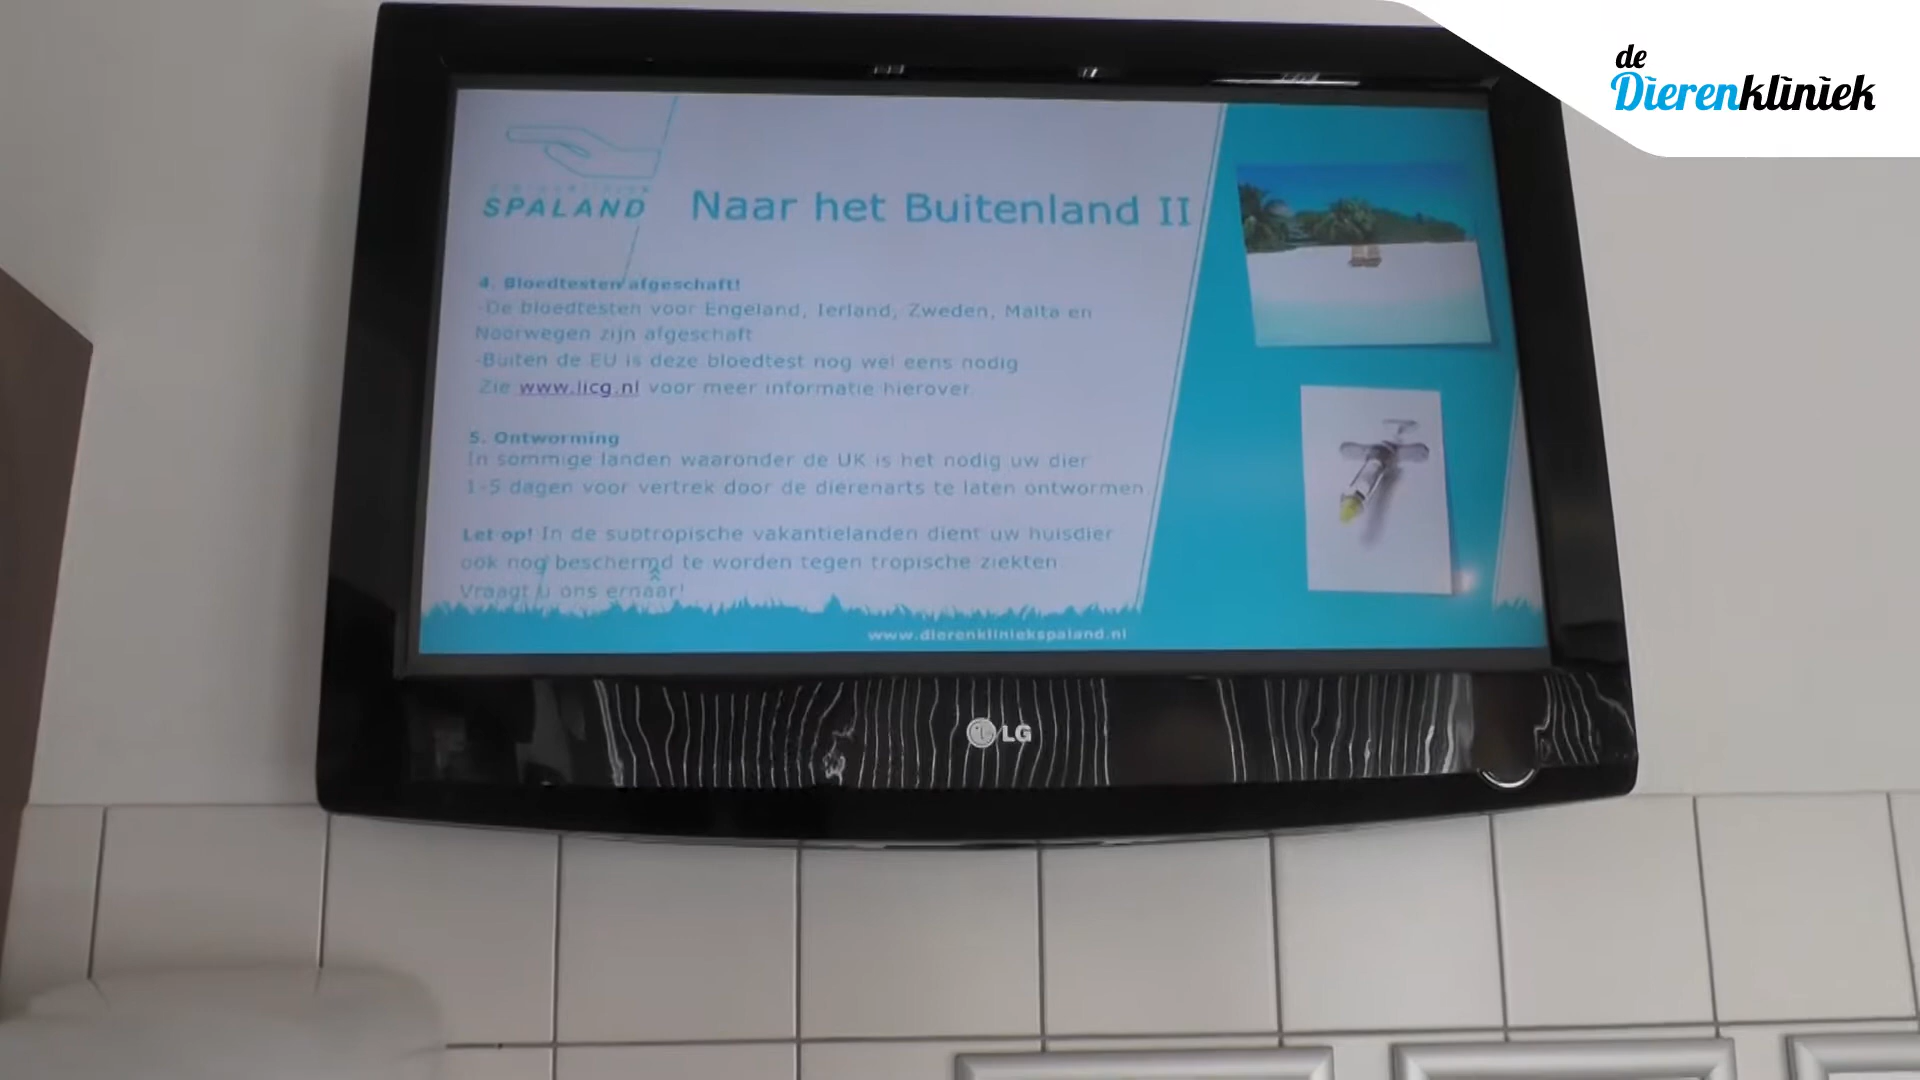 de
Dierenkliniek
SPALAND
Naar het Buitenland II
4. Bloedtesten afgeschaft!
-De bloedtesten voor Engeland, Ierland, Zweden, Malta en
Noorwegen zijn afgeschaft
-Buiten de EU is deze bloedtest nog wel eens nodig
Zie www.licg.nl voor meer informatie hierover.
5. Ontworming
In sommige landen waaronder de UK is het nodig uw dier
1-5 dagen voor vertrek door de dierenarts te laten ontwormen
Let op! In de subtropische vakantielanden dient uw huisdier
ook nog beschermd te worden tegen tropische ziekten.
Vraagt u ons ernaar!
www.dierenkliniekspaland.nl
LG